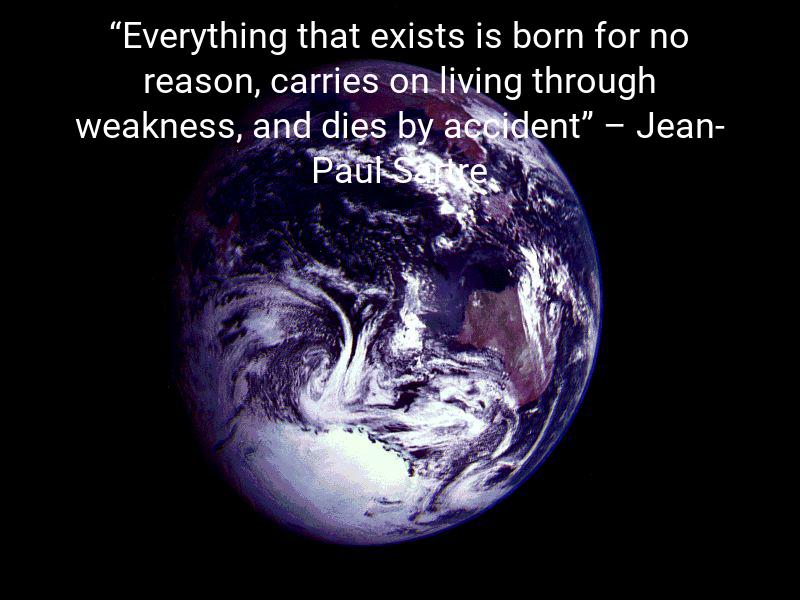 “Everything that exists is born for no
reason, carries on living through
weakness, and dies by accident” – Jean-
Paul Sartre